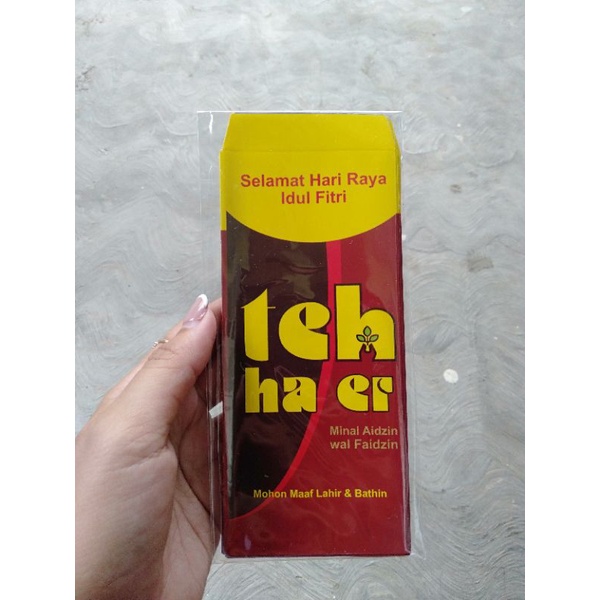 Selamat Hari Raya
Idul Fitri
teh
ha er
Minal Aidzin
wal Faidzin
Mohon Maaf Lahir & Bathin